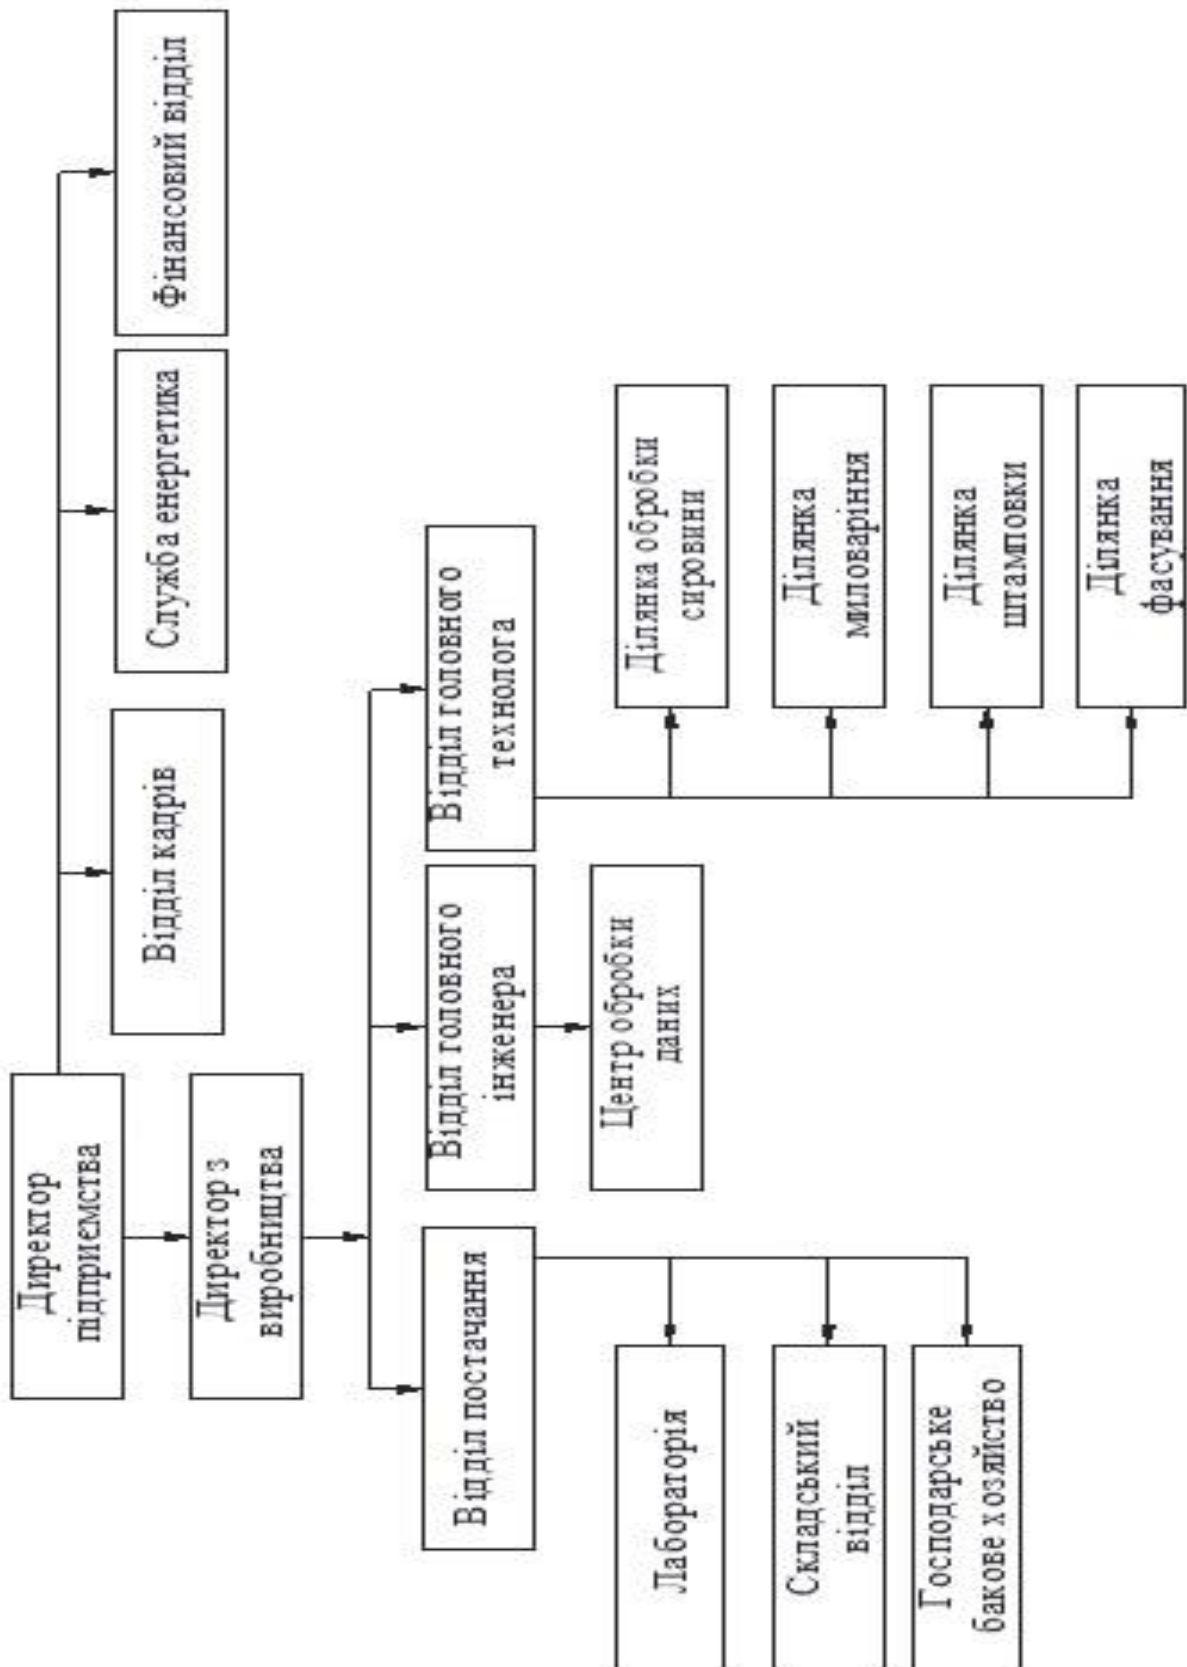 Директор
підприємства
Відділ кадрів
Служба енергетика
Фінансовий відділ
Директор з
виробництва
Відділ постачання
Відділ головного
інженера
Відділ головного
технолога
Лабораторія
Складський
відділ
Господарське
бакове хозяйство
Центр обробки
даних
Ділянка обробки
сировини
Ділянка
миловаріння
Ділянка
штамповки
Ділянка
фасування